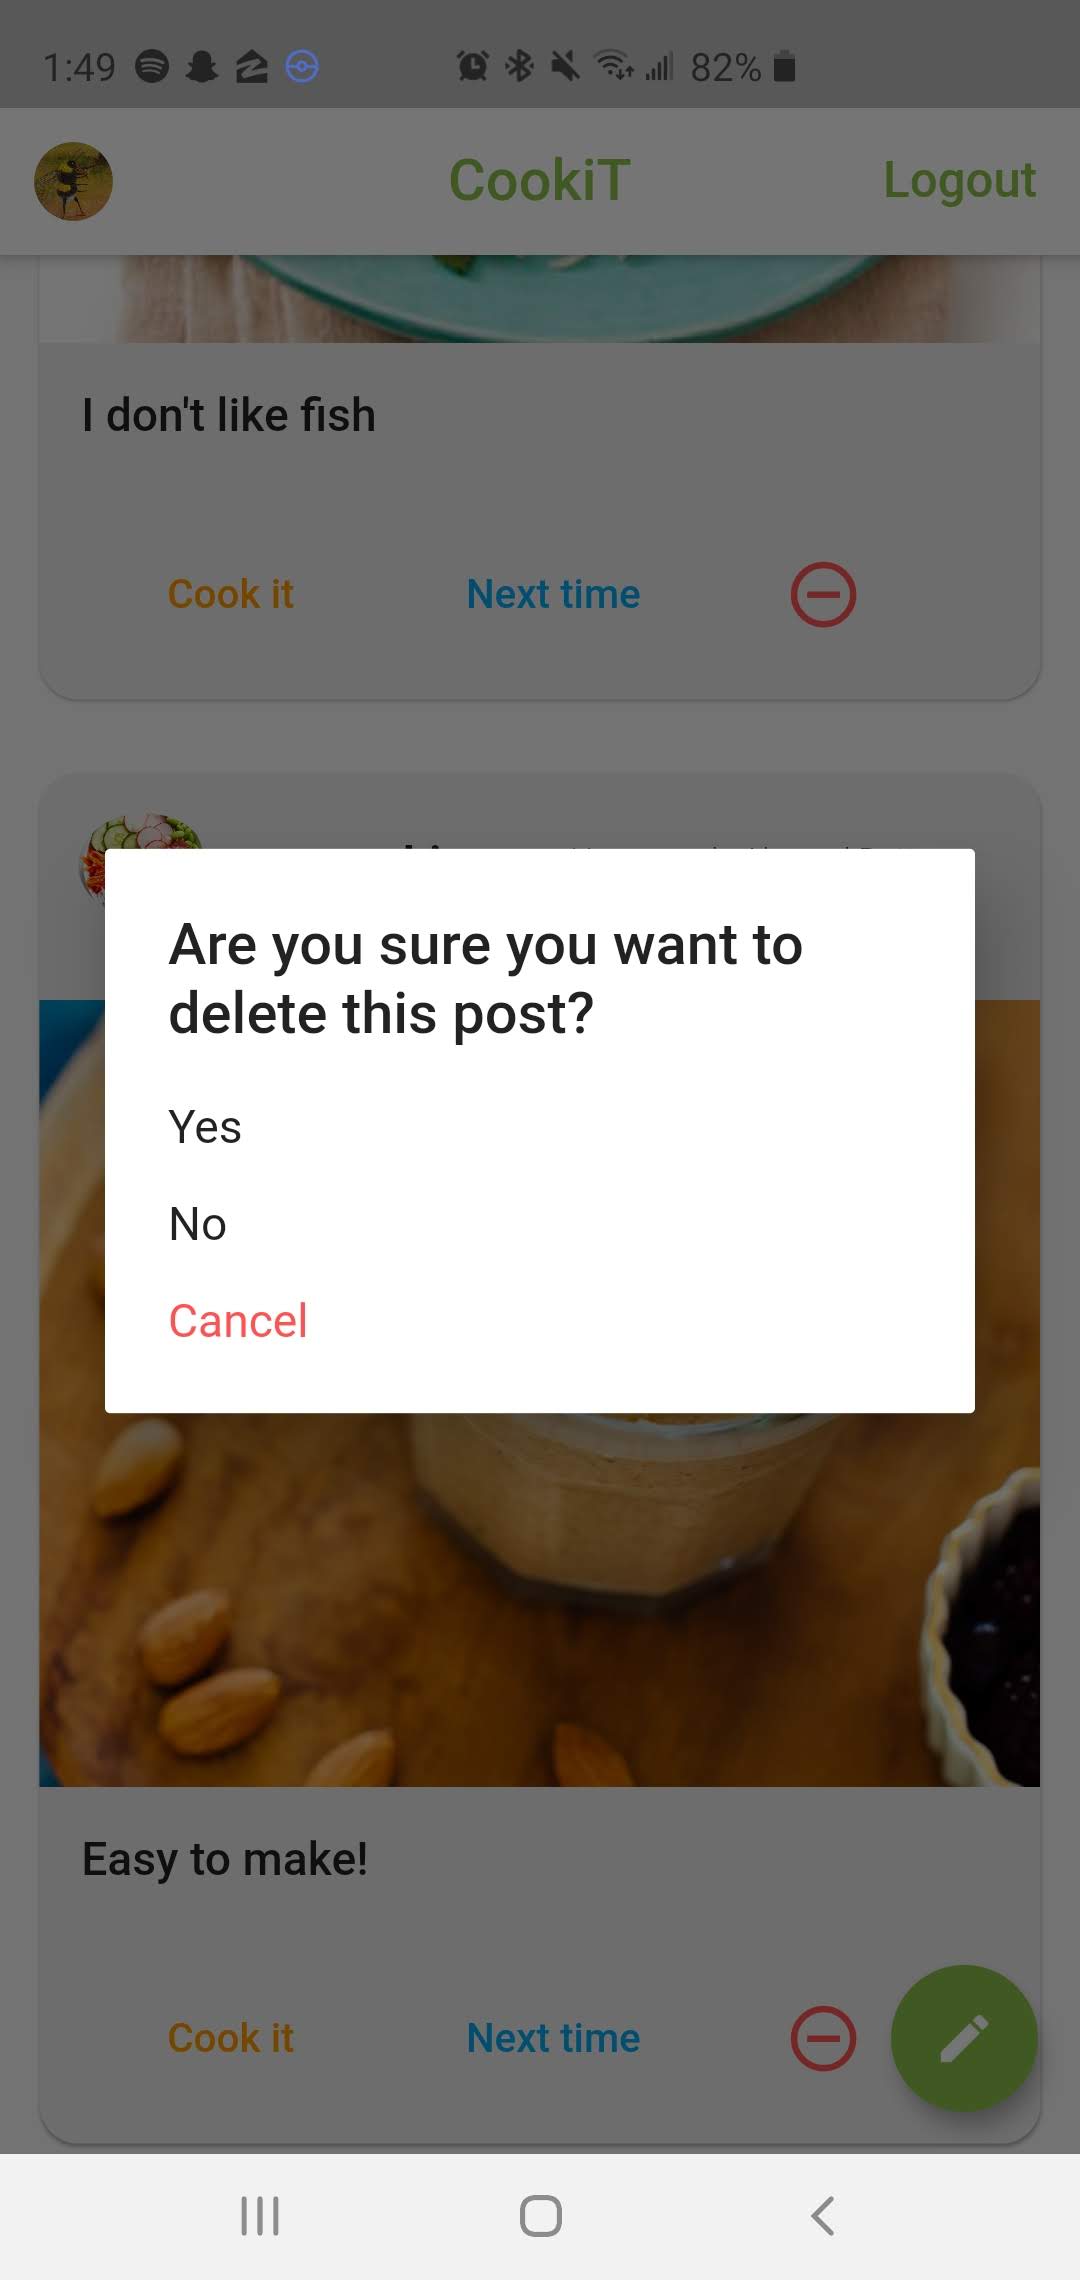 1:49 82%
CookiT Logout
I don't like fish
Cook it Next time
Are you sure you want to
delete this post?
Yes
No
Cancel
Easy to make!
Cook it Next time